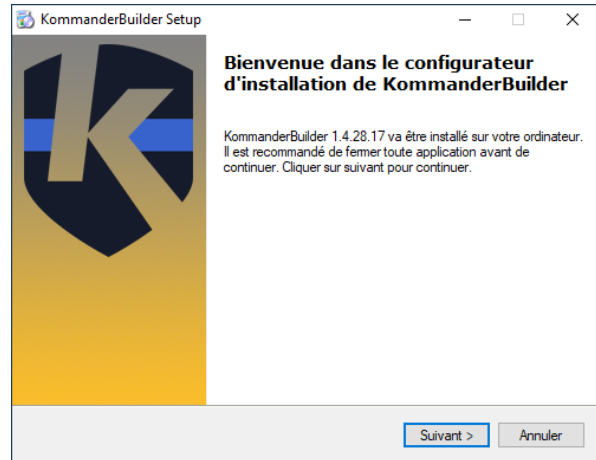 KommanderBuilder Setup
Bienvenue dans le configurateur
d'installation de KommanderBuilder
KommanderBuilder 1.4.28.17 va être installé sur votre ordinateur.
Il est recommandé de fermer toute application avant de
continuer. Cliquer sur suivant pour continuer.
Suivant >
Annuler